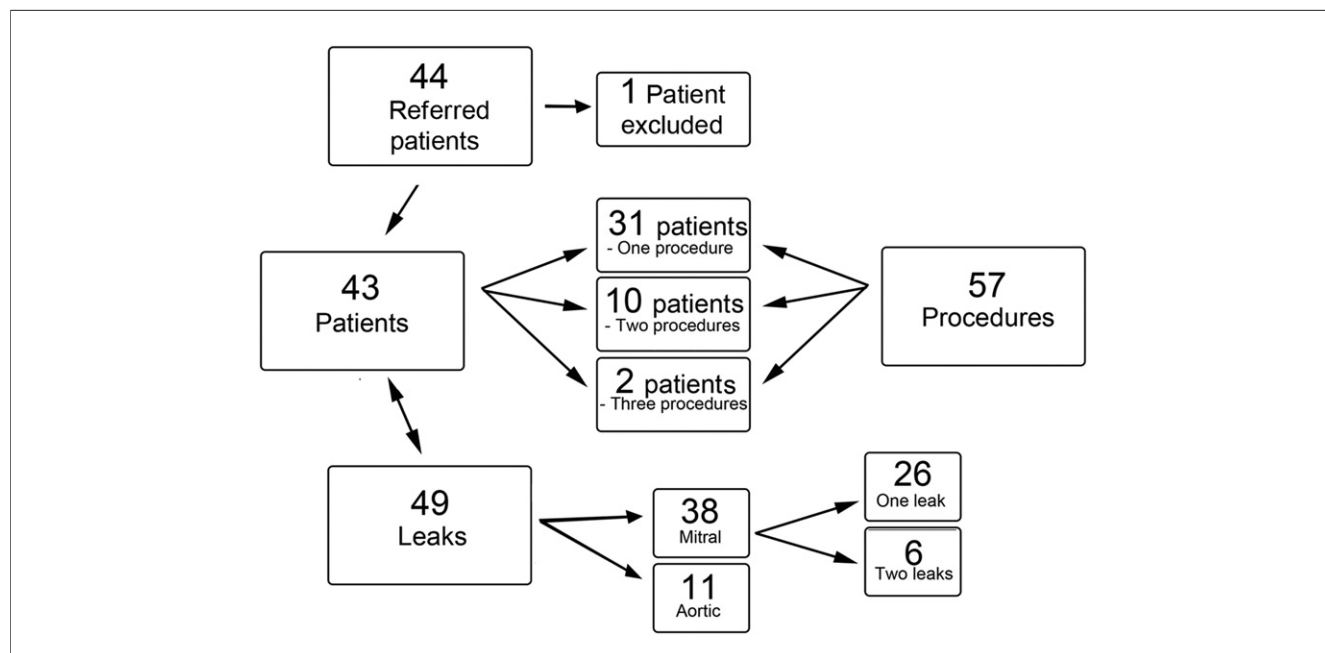 44
Referred
patients
1 Patient
excluded
43
Patients
31 patients
- One procedure
10 patients
- Two procedures
2 patients
- Three procedures
57
Procedures
49
Leaks
38
Mitral
11
Aortic
26
One leak
6
Two leaks